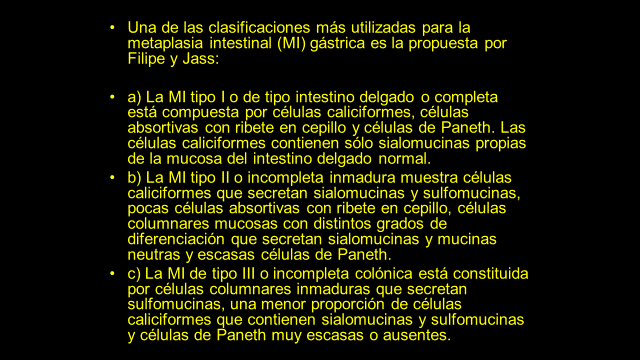 • Una de las clasificaciones más utilizadas para la
metaplasia intestinal (MI) gástrica es la propuesta por
Filipe y Jass:
• a) La MI tipo I o de tipo intestino delgado o completa
está compuesta por células caliciformes, células
absortivas con ribete en cepillo y células de Paneth. Las
células caliciformes contienen sólo sialomucinas propias
de la mucosa del intestino delgado normal.
• b) La MI tipo II o incompleta inmadura muestra células
caliciformes que secretan sialomucinas y sulfomucinas,
pocas células absortivas con ribete en cepillo, células
columnares mucosas con distintos grados de
diferenciación que secretan sialomucinas y mucinas
neutras y escasas células de Paneth.
• c) La MI de tipo III o incompleta colónica está constituida
por células columnares inmaduras que secretan
sulfomucinas, una menor proporción de células
caliciformes que contienen sialomucinas y sulfomucinas
y células de Paneth muy escasas o ausentes.